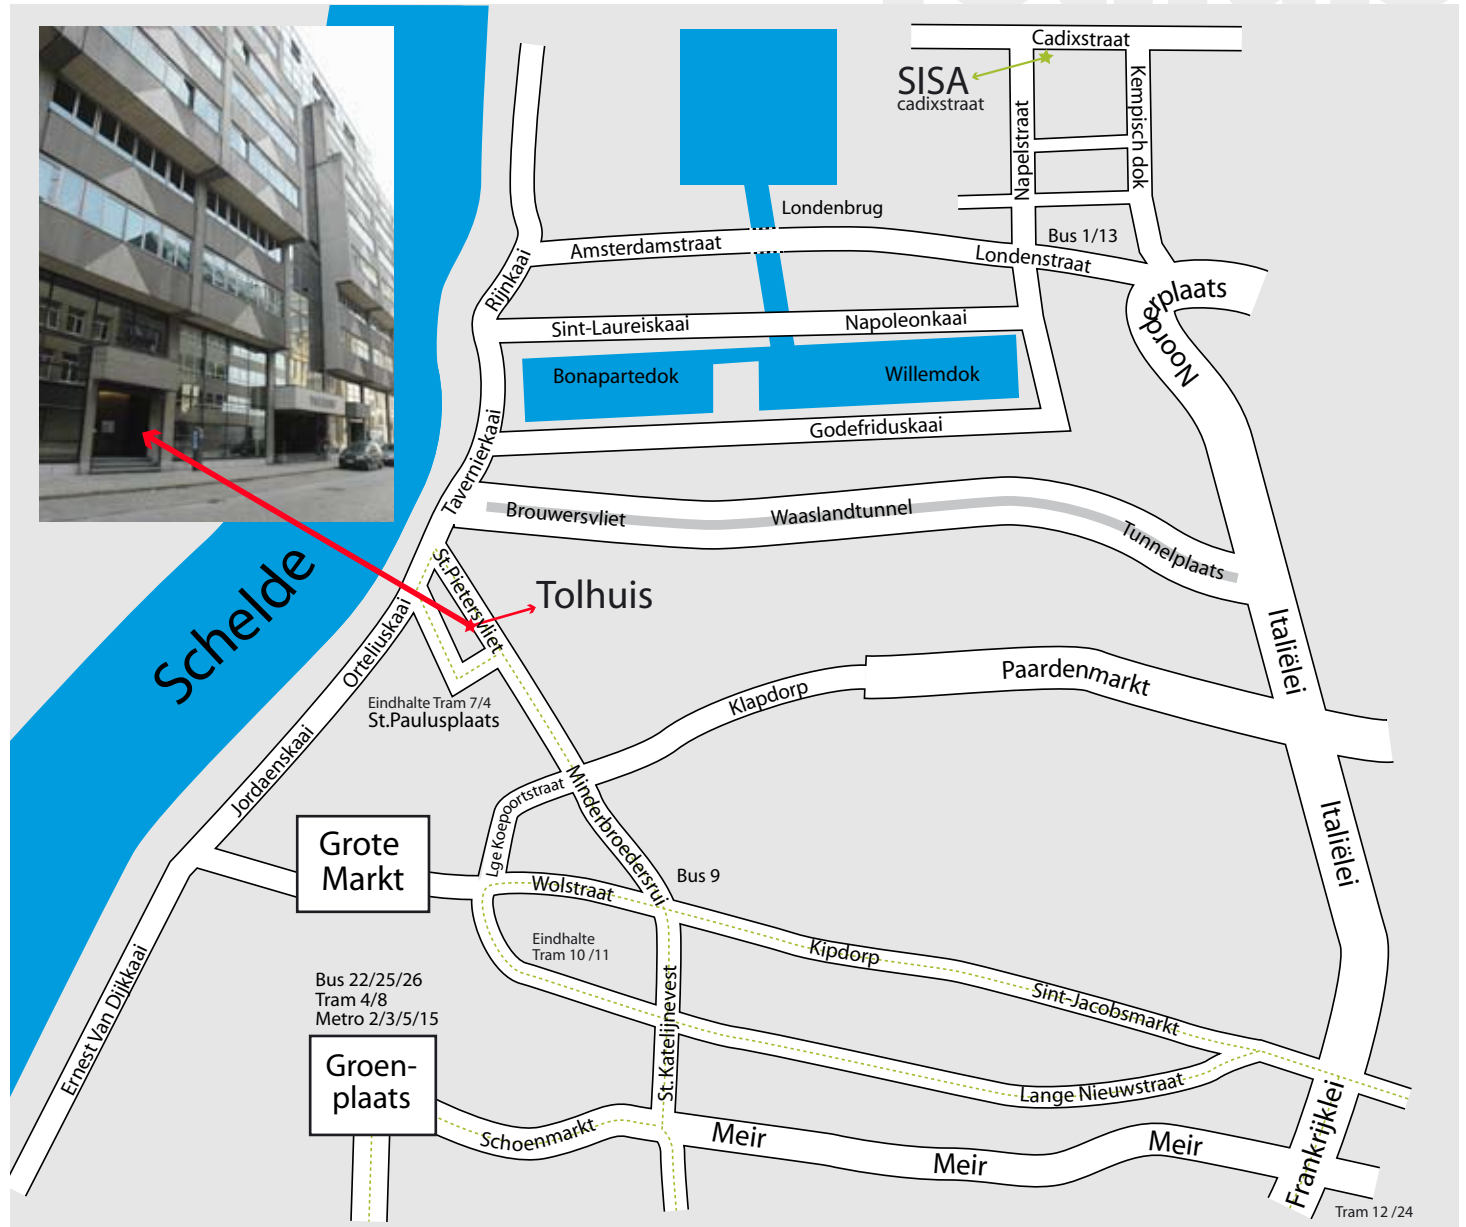 Cadixstraat
SISA
cadixstraat
Kempisch dok
Napelstraat
Londenbrug
Bus 1/13
Amsterdamstraat
Londenstraat
Rijnkaai
Noorderplaats
Sint-Laureiskaai
Napoleonkaai
Bonapartedok
Willemdok
Godefriduskaai
Tavernierkaai
Brouwersvliet
Waaslandtunnel
Tunnelplaats
Schelde
St.Pietersvliet
Tolhuis
Orteliuskaai
Italiëlei
Paardenmarkt
Klapdorp
Eindhalte Tram 7/4
St.Paulusplaats
Jordaenskaai
Lge Koepoortstraat
Minderbroedersrui
Italiëlei
Grote
Markt
Wolstraat
Bus 9
Eindhalte
Tram 10 /11
Kipdorp
Sint-Jacobsmarkt
Ernest Van Dijkkaai
Bus 22/25/26
Tram 4/8
Metro 2/3/5/15
Groen-
plaats
St. Katelijnevest
Lange Nieuwstraat
Schoenmarkt
Meir
Meir
Meir
Frankrijklei
Tram 12 /24